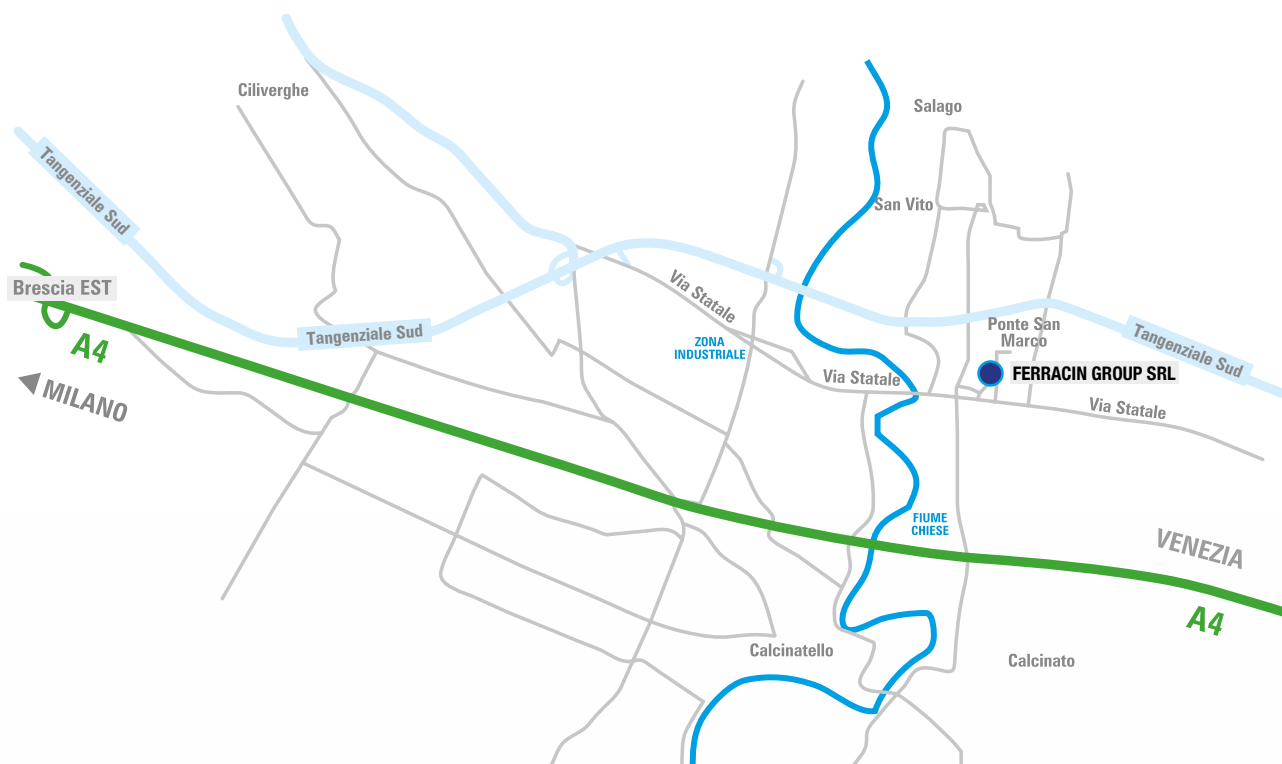 Ciliverghe
Salago
Tangenziale Sud
San Vito
Brescia EST
Via Statale
Tangenziale Sud
A4
ZONA
INDUSTRIALE
Ponte San
Marco
Tangenziale Sud
FERRACIN GROUP SRL
MILANO
Via Statale
Via Statale
FIUME
CHIESE
VENEZIA
A4
Calcinatello
Calcinato